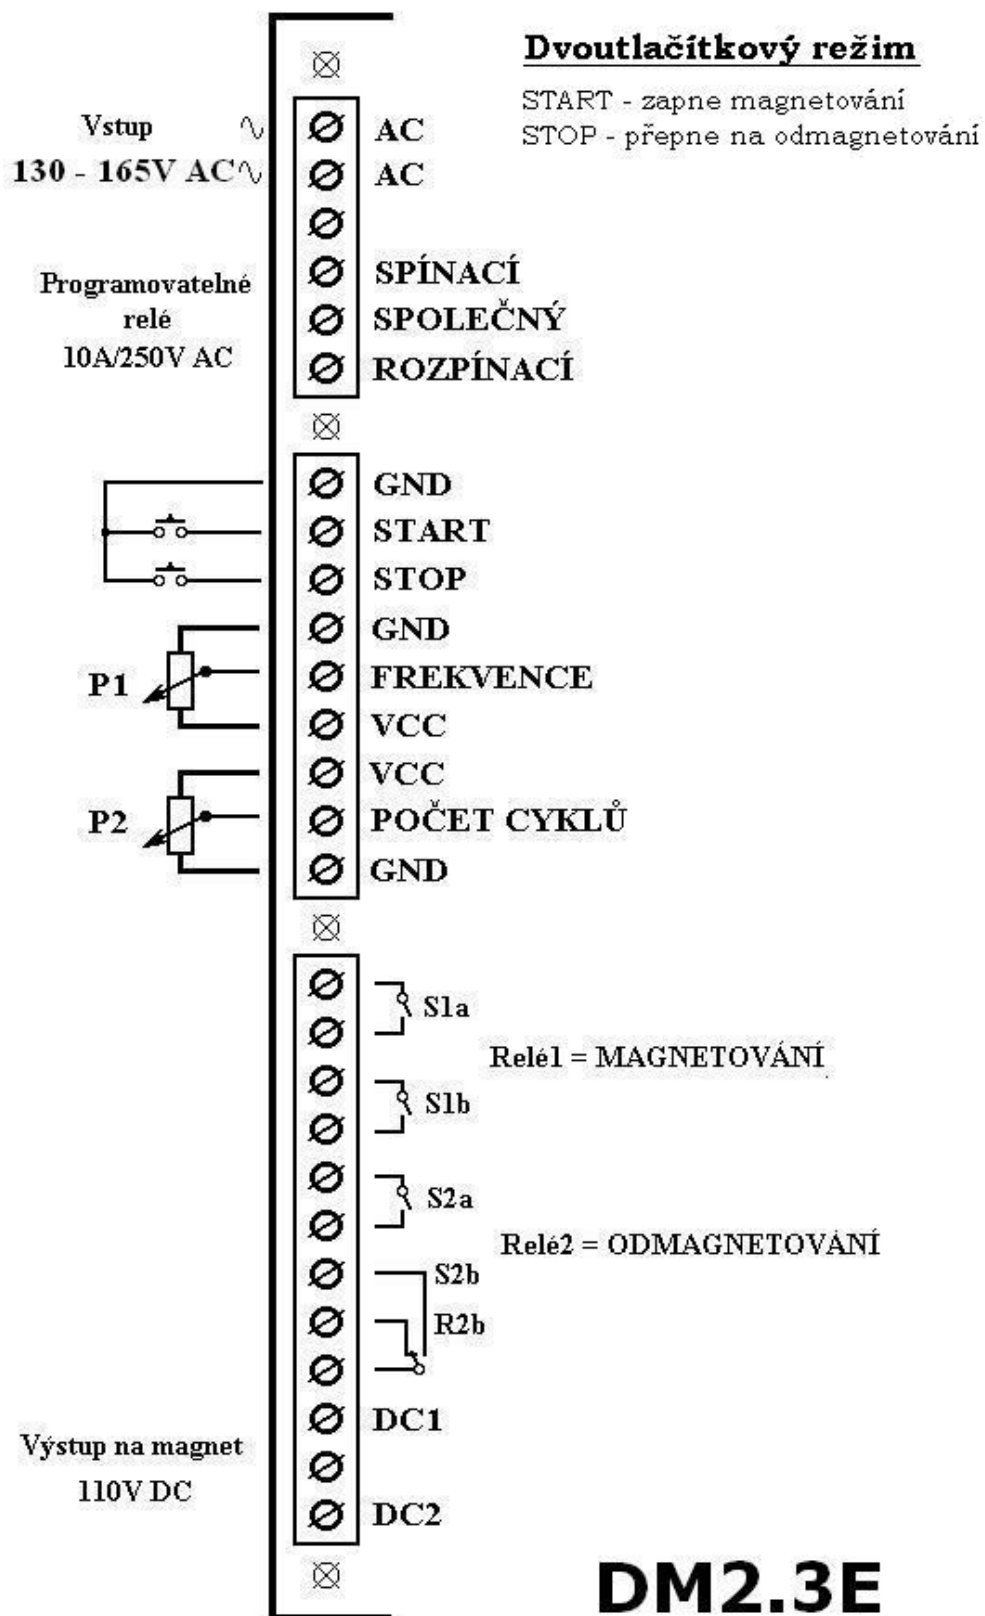 Dvoutlačítkový režim
START - zapne magnetování
STOP - přepne na odmagnetování
Vstup
130 - 165V AC
AC
AC
Programovatelné
relé
10A/250V AC
SPÍNACÍ
SPOLEČNÝ
ROZPÍNACÍ
GND
START
STOP
GND
P1
FREKVENCE
VCC
VCC
P2
POČET CYKLŮ
GND
S1a
Relé1 = MAGNETOVÁNÍ
S1b
S2a
Relé2 = ODMAGNETOVÁNÍ
S2b
R2b
DC1
Výstup na magnet
110V DC
DC2
DM2.3E